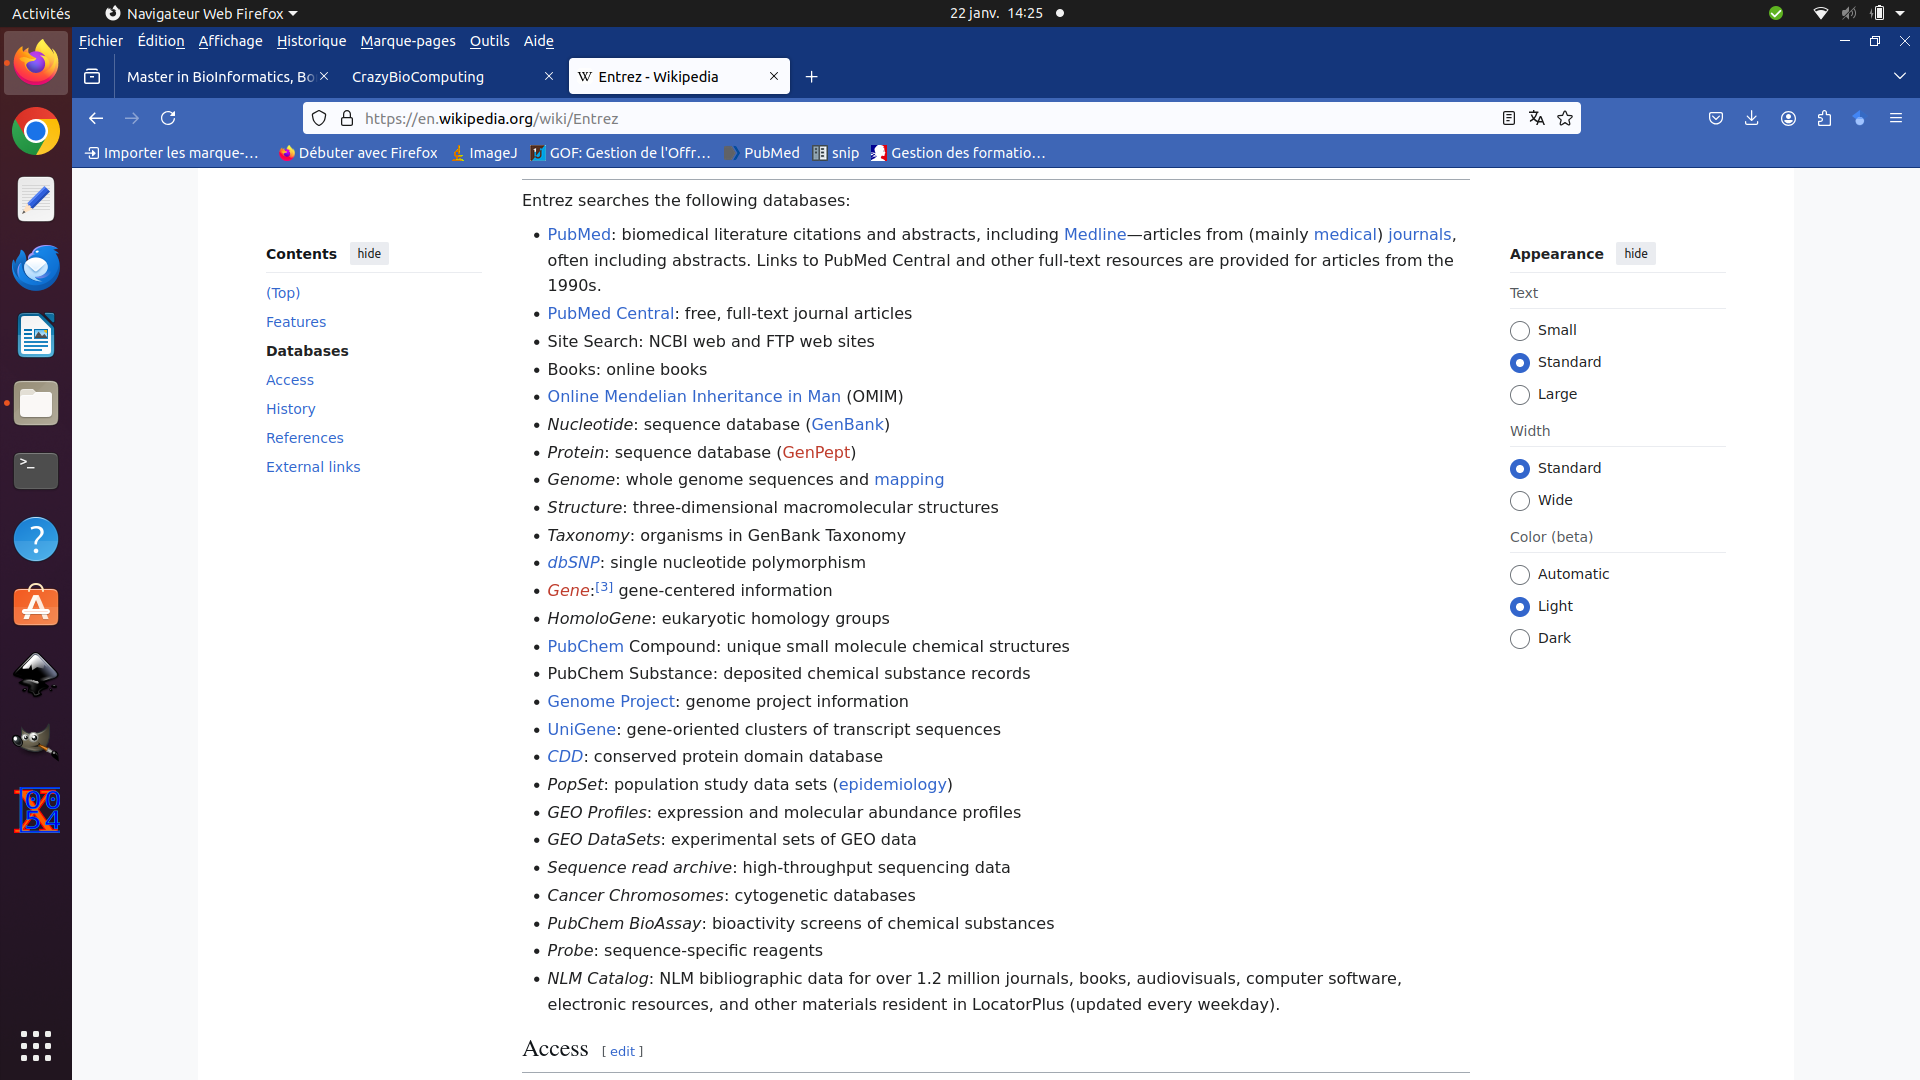 Activités
Navigateur Web Firefox
22 janv. 14:25
Fichier Édition Affichage Historique Marque-pages Outils Aide
Master in BioInformatics, Bo
CrazyBioComputing
W Entrez - Wikipedia
https://en.wikipedia.org/wiki/Entrez
Importer les marque-…
Débuter avec Firefox
ImageJ
GOF: Gestion de l'Offr…
PubMed
snip
Gestion des formatio…
Contents hide
(Top)
Features
Databases
Access
History
References
External links
Entrez searches the following databases:
• PubMed: biomedical literature citations and abstracts, including Medline—articles from (mainly medical) journals,
often including abstracts. Links to PubMed Central and other full-text resources are provided for articles from the
1990s.
• PubMed Central: free, full-text journal articles
• Site Search: NCBI web and FTP web sites
• Books: online books
• Online Mendelian Inheritance in Man (OMIM)
• Nucleotide: sequence database (GenBank)
• Protein: sequence database (GenPept)
• Genome: whole genome sequences and mapping
• Structure: three-dimensional macromolecular structures
• Taxonomy: organisms in GenBank Taxonomy
• dbSNP: single nucleotide polymorphism
• Gene:[3] gene-centered information
• HomoloGene: eukaryotic homology groups
• PubChem Compound: unique small molecule chemical structures
• PubChem Substance: deposited chemical substance records
• Genome Project: genome project information
• UniGene: gene-oriented clusters of transcript sequences
• CDD: conserved protein domain database
• PopSet: population study data sets (epidemiology)
• GEO Profiles: expression and molecular abundance profiles
• GEO DataSets: experimental sets of GEO data
• Sequence read archive: high-throughput sequencing data
• Cancer Chromosomes: cytogenetic databases
• PubChem BioAssay: bioactivity screens of chemical substances
• Probe: sequence-specific reagents
• NLM Catalog: NLM bibliographic data for over 1.2 million journals, books, audiovisuals, computer software,
electronic resources, and other materials resident in LocatorPlus (updated every weekday).
Access [ edit ]
Appearance hide
Text
Small
Standard
Large
Width
Standard
Wide
Color (beta)
Automatic
Light
Dark